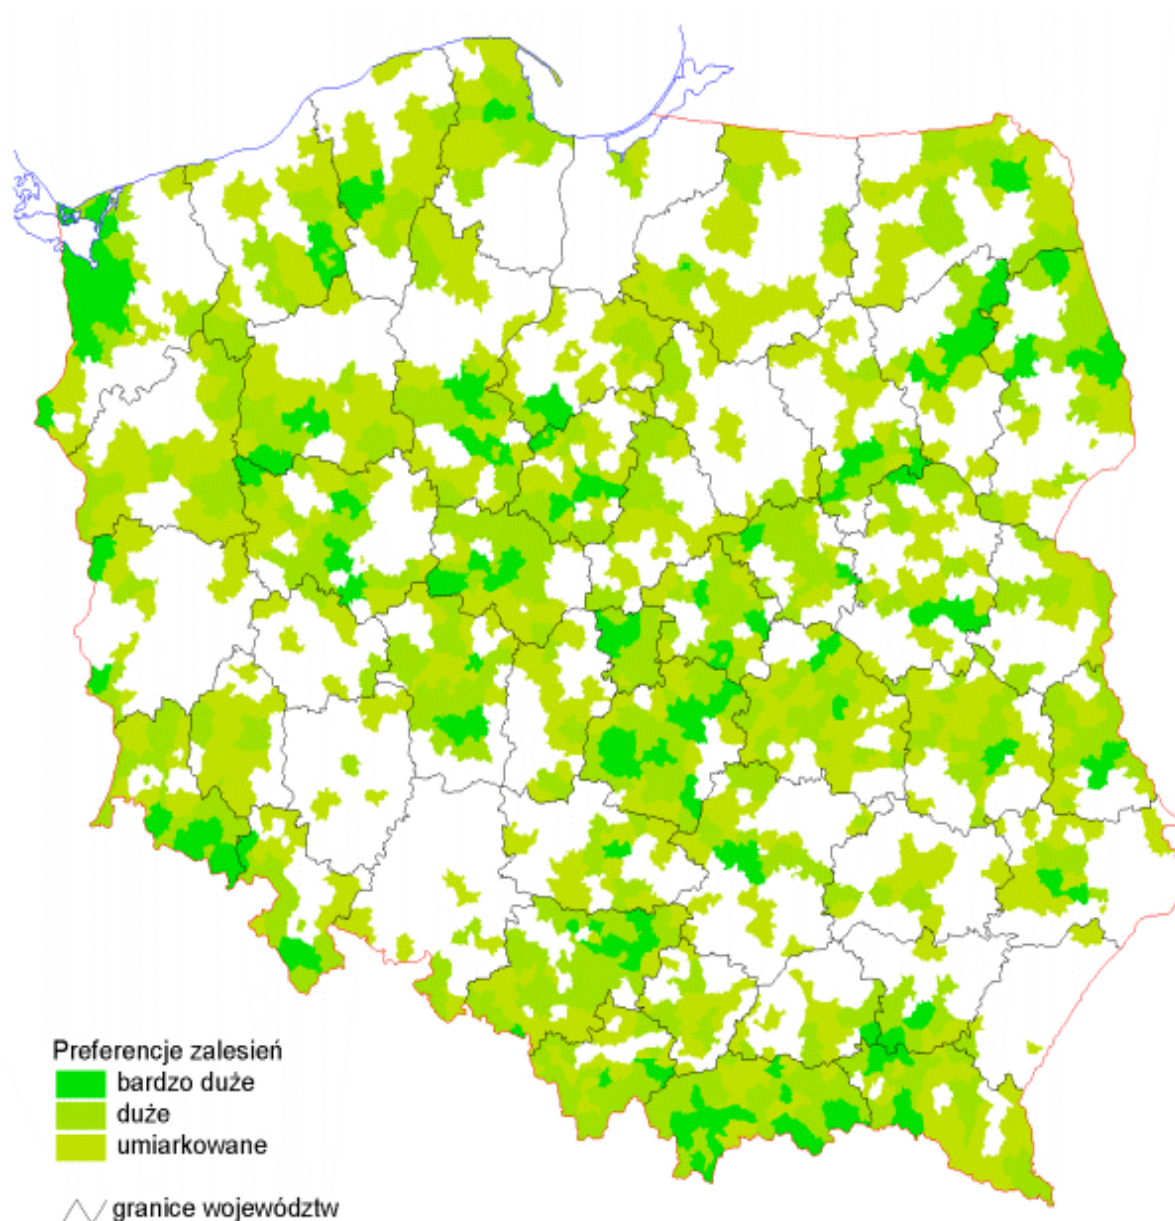 Preferencje zalesień
bardzo duże
duże
umiarkowane
granice województw